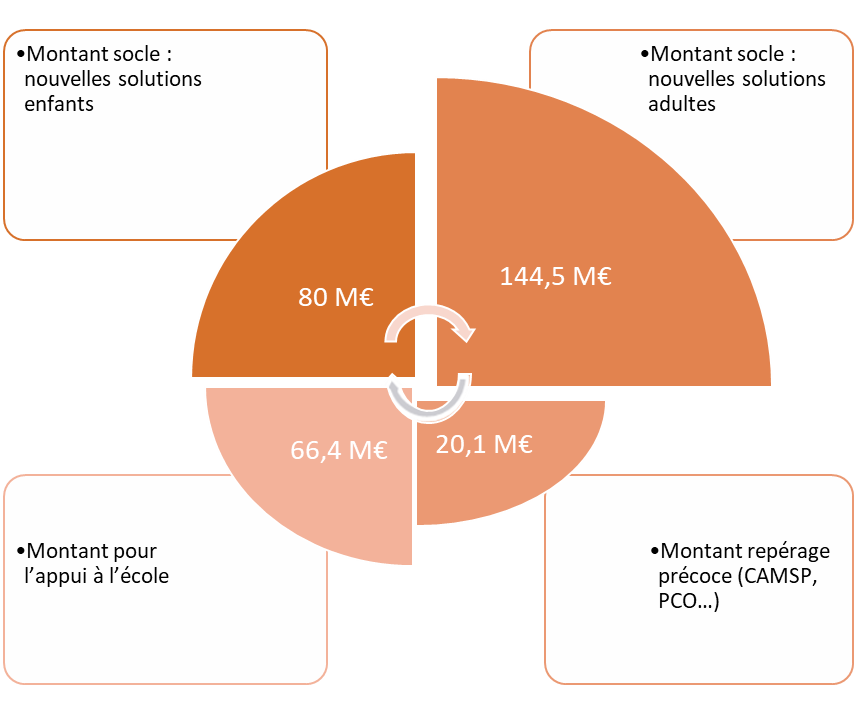 •Montant socle :
nouvelles solutions
enfants
•Montant socle :
nouvelles solutions
adultes
80 M€
144,5 M€
66,4 M€
20,1 M€
•Montant pour
l’appui à l’école
•Montant repérage
précoce (CAMSP,
PCO…)